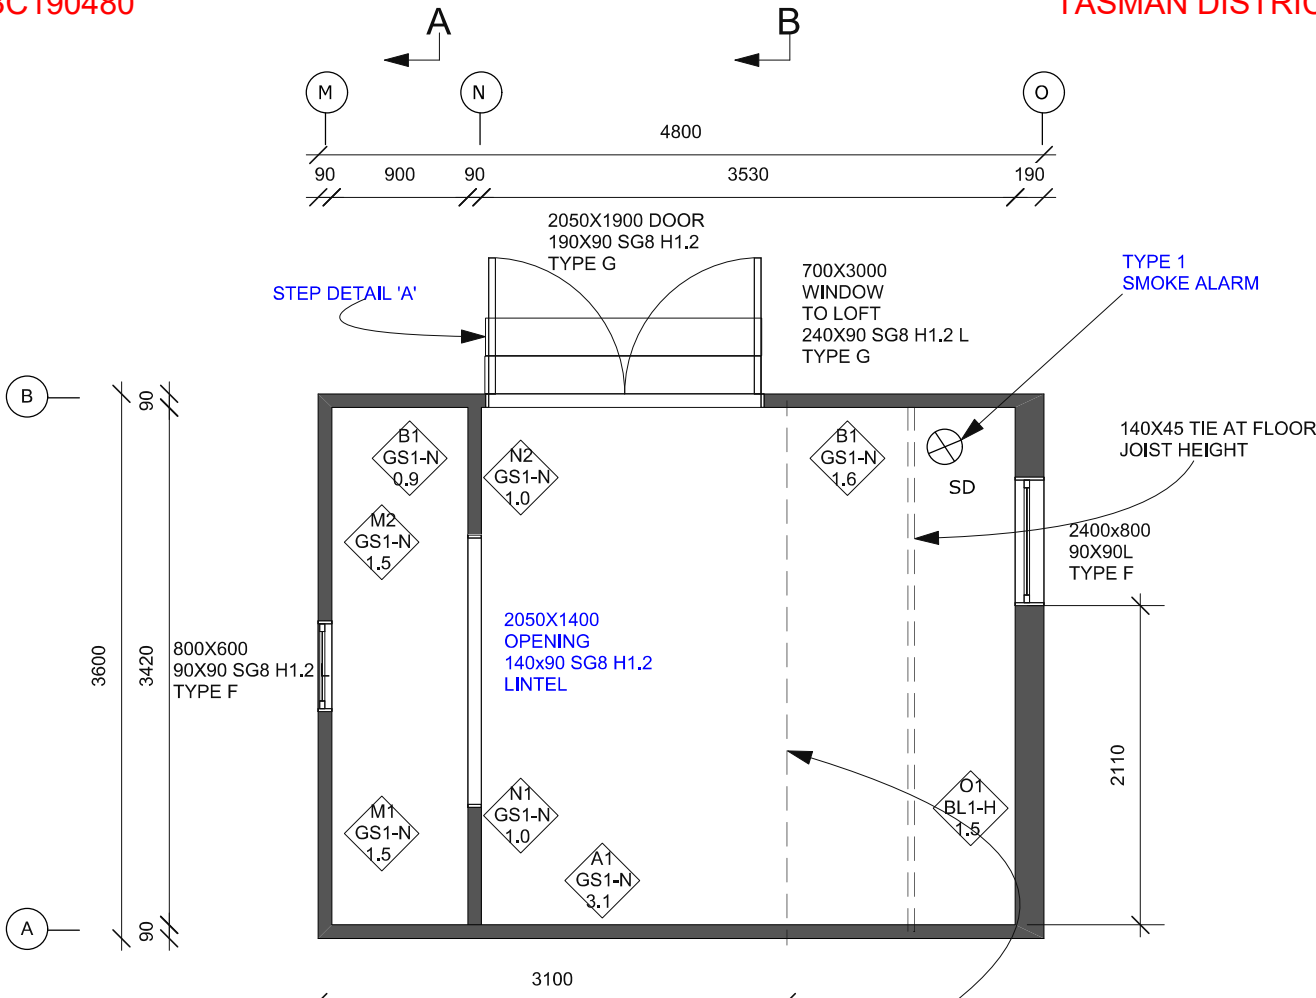 BC190480
TASMAN DISTRIC
A
B
M
N
O
4800
90
900
90
3530
190
2050X1900 DOOR
190X90 SG8 H1.2
TYPE G
700X3000
WINDOW
TO LOFT
240X90 SG8 H1.2 L
TYPE G
TYPE 1
SMOKE ALARM
STEP DETAIL 'A'
B
90
140X45 TIE AT FLOOR
JOIST HEIGHT
B1
GS1-N
0.9
N2
GS1-N
1.0
B1
GS1-N
1.6
SD
M2
GS1-N
1.5
2400x800
90X90L
TYPE F
2050X1400
OPENING
140x90 SG8 H1.2
LINTEL
800X600
90X90 SG8 H1.2 L
TYPE F
3600
3420
2110
M1
GS1-N
1.5
N1
GS1-N
1.0
O1
BL1-H
1.5
A1
GS1-N
3.1
A
90
3100